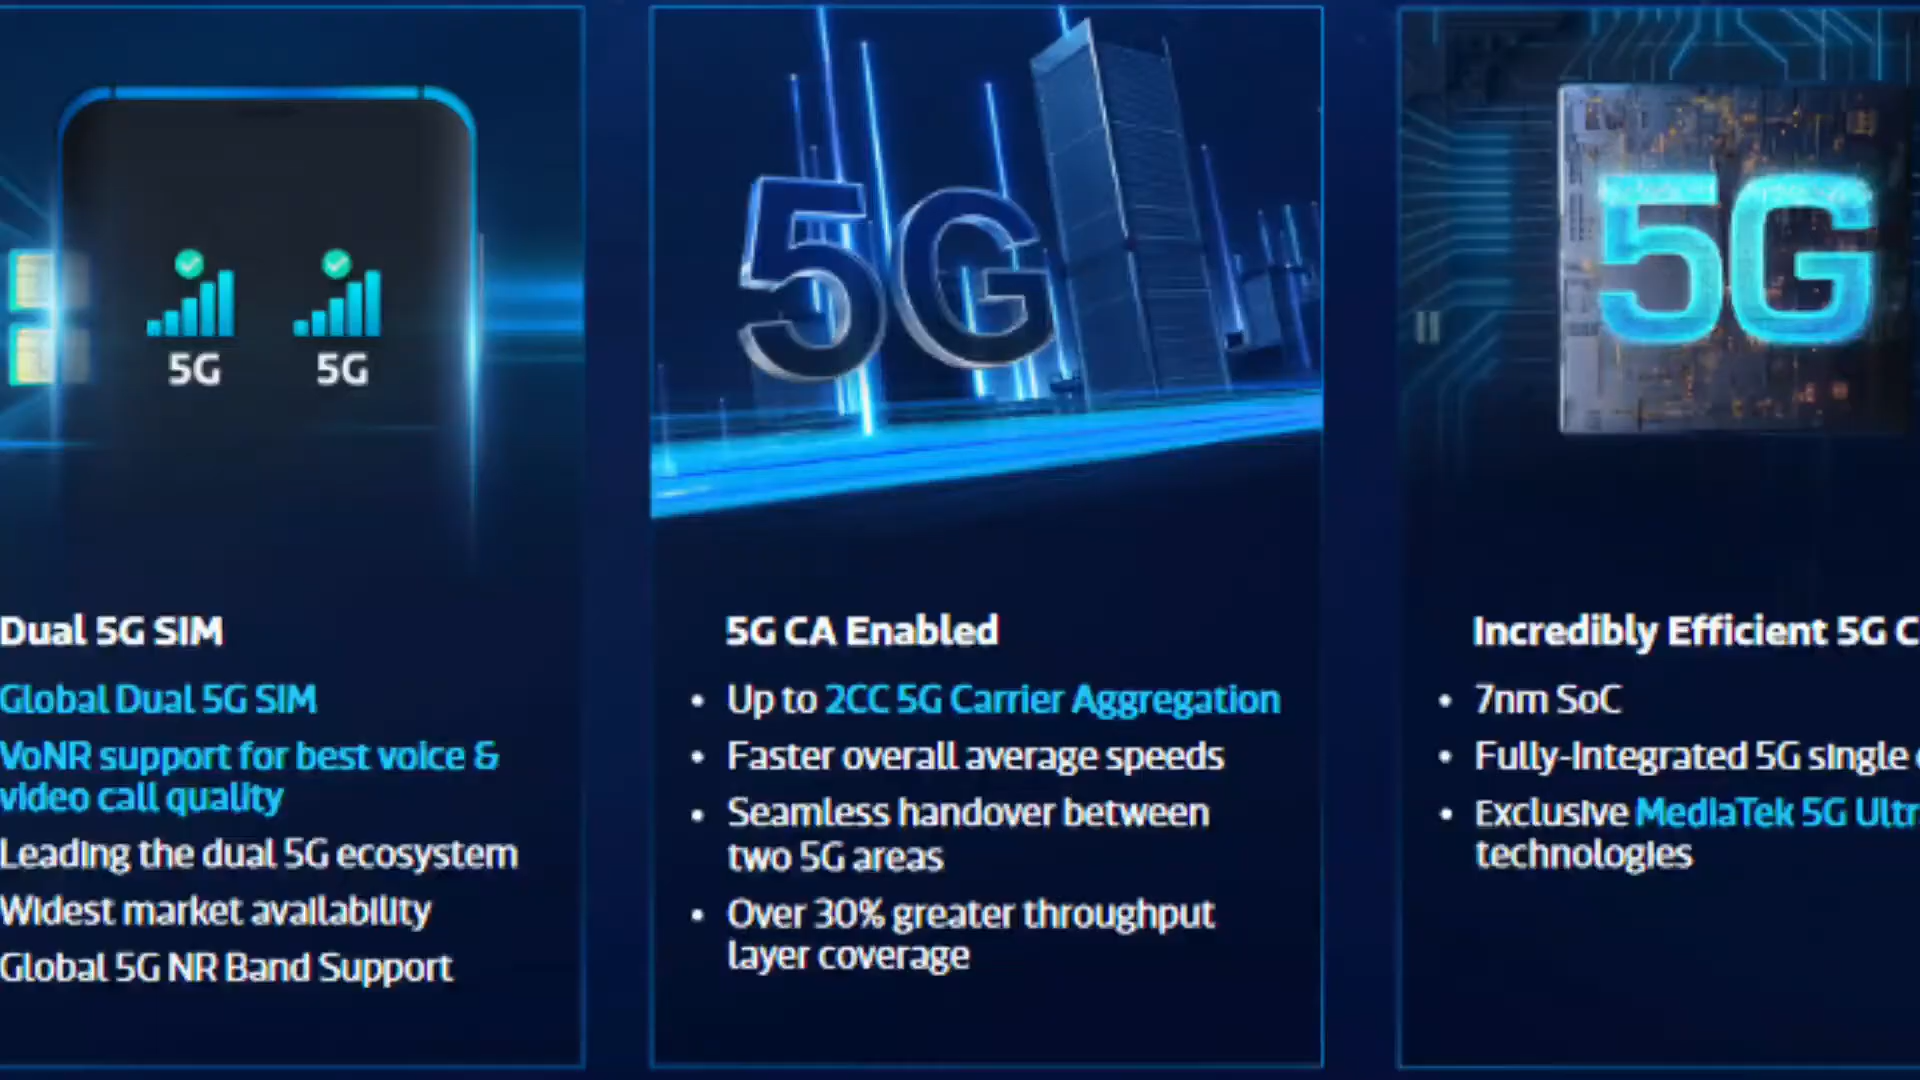 5G
5G
Dual 5G SIM
Global Dual 5G SIM
VoNR support for best voice &
video call quality
Leading the dual 5G ecosystem
Widest market availability
Global 5G NR Band Support
5G
5G CA Enabled
• Up to 2CC 5G Carrier Aggregation
• Faster overall average speeds
• Seamless handover between
two 5G areas
• Over 30% greater throughput
layer coverage
5G
Incredibly Efficient 5G
• 7nm SoC
• Fully-Integrated 5G single
• Exclusive MediaTek 5G
technologies